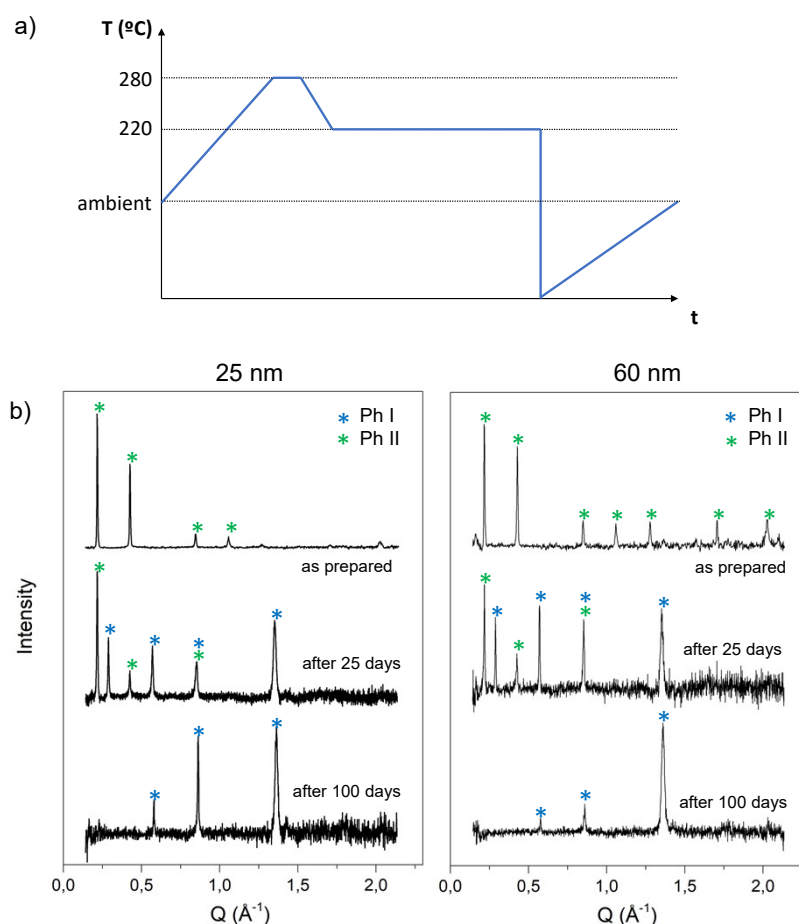 a)
T (ºC)
280
220
ambient
t
b)
25 nm
60 nm
* Ph I
* Ph II
* Ph I
* Ph II
as prepared
as prepared
Intensity
after 25 days
after 25 days
after 100 days
after 100 days
0,0 0,5 1,0 1,5 2,0
0,0 0,5 1,0 1,5 2,0
Q (Å-1)
Q (Å-1)